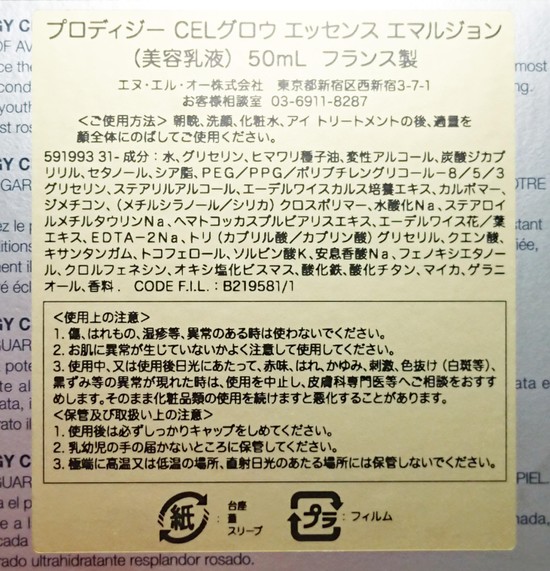 プロディジー CELグロウ エッセンス エマルジョン
（美容乳液） 50mL フランス製
エヌ・エル・オー株式会社 東京都新宿区西新宿3-7-1
お客様相談室 03-6911-8287
＜ご使用方法＞ 朝晩、洗顔、化粧水、アイ トリートメントの後、適量を
顔全体にのばしてご使用ください。
591993 31- 成分：水、グリセリン、ヒマワリ種子油、変性アルコール、炭酸ジカプ
リリル、セタノール、シア脂、PEG／PPG／ポリブチレングリコール－8／5／3
グリセリン、ステアリルアルコール、エーデルワイスカルス培養エキス、カルボマー、
ジメチコン、（メチルシラノール/シリカ）クロスポリマー、水酸化Na、ステアロイ
ルメチルタウリンNa、ヘマトコッカスプルビアリスエキス、エーデルワイス花／葉
エキス、EDTA－2Na、トリ（カプリル酸／カプリン酸）グリセリル、クエン酸、
キサンタンガム、トコフェロール、ソルビン酸K、安息香酸Na、フェノキシエタノー
ル、クロルフェネシン、オキシ塩化ビスマス、酸化鉄、酸化チタン、マイカ、ゲラニ
オール、香料． CODE F.I.L.：B219581/1
＜使用上の注意＞
1. 傷、はれもの、湿疹等、異常のある時は使わないでください。
2. お肌に異常が生じていないかよく注意して使用してください。
3. 使用中、又は使用後日光にあたって、赤味、はれ、かゆみ、刺激、色抜け（白斑等）、
黒ずみ等の異常が現れた時は、使用を中止し、皮膚科専門医等へご相談をおすす
めします。そのまま化粧品類の使用を続けますと悪化することがあります。
＜保管及び取扱い上の注意＞
1. 使用後は必ずしっかりキャップをしめてください。
2. 乳幼児の手の届かないところに保管してください。
3. 極端に高温又は低温の場所、直射日光のあたる場所には保管しないでください。
紙 ： 台座 量 スリーブ
プラ ： フィルム
rado ultrahidratante resplandor rosado.